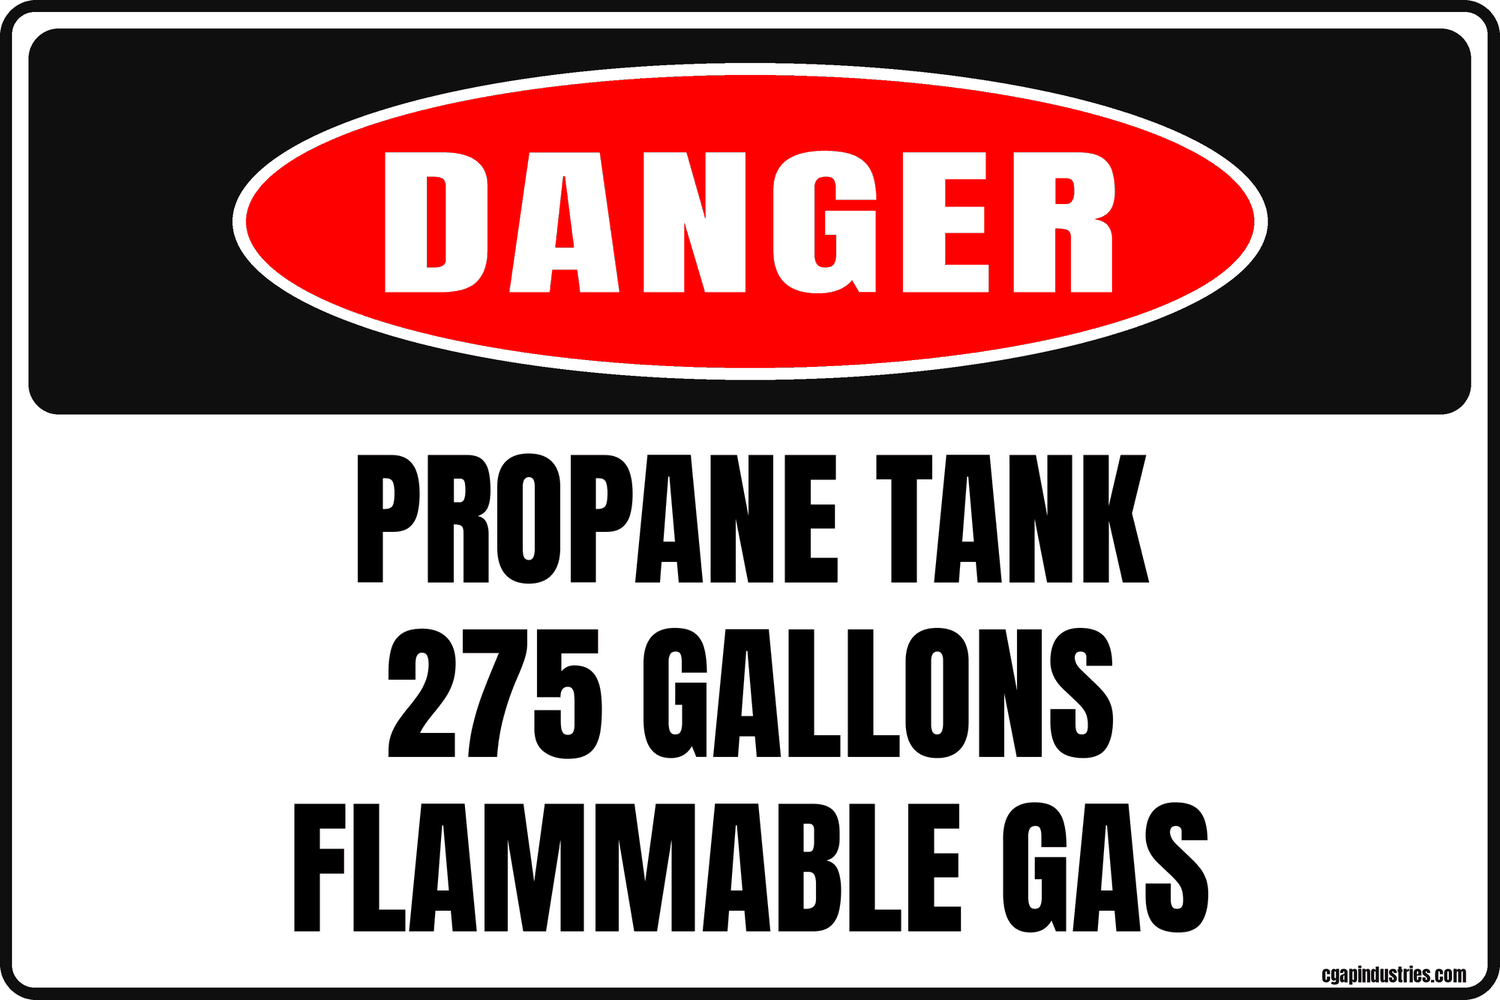 DANGER
PROPANE TANK
275 GALLONS
FLAMMABLE GAS
cgapindustries.com